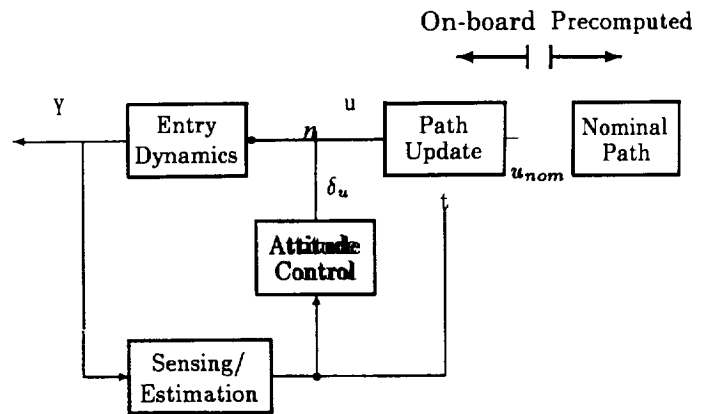 On-board Precomputed
Y
Entry
Dynamics
n
u
Path
Update
u_nom
Nominal
Path
δ_u
t
Attitude
Control
Sensing/
Estimation